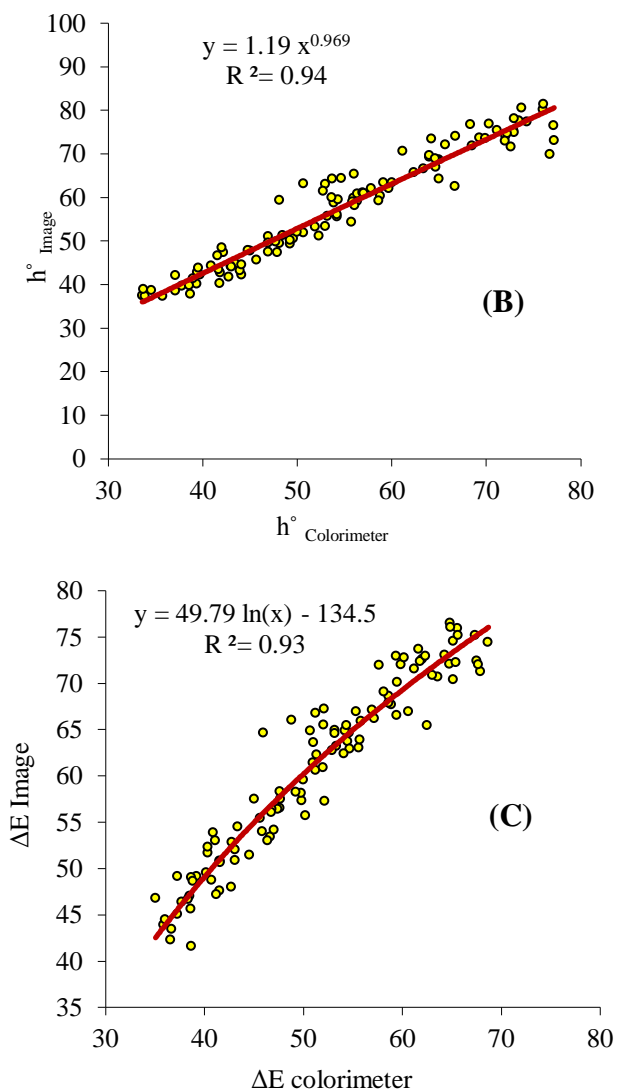 100
90
80
70
60
50
40
30
20
10
0
y = 1.19 x^0.969
R ²= 0.94
(B)
h° Image
30 40 50 60 70 80
h° Colorimeter
80
75
70
65
60
55
50
45
40
35
y = 49.79 ln(x) - 134.5
R ²= 0.93
(C)
ΔE Image
30 40 50 60 70 80
ΔE colorimeter